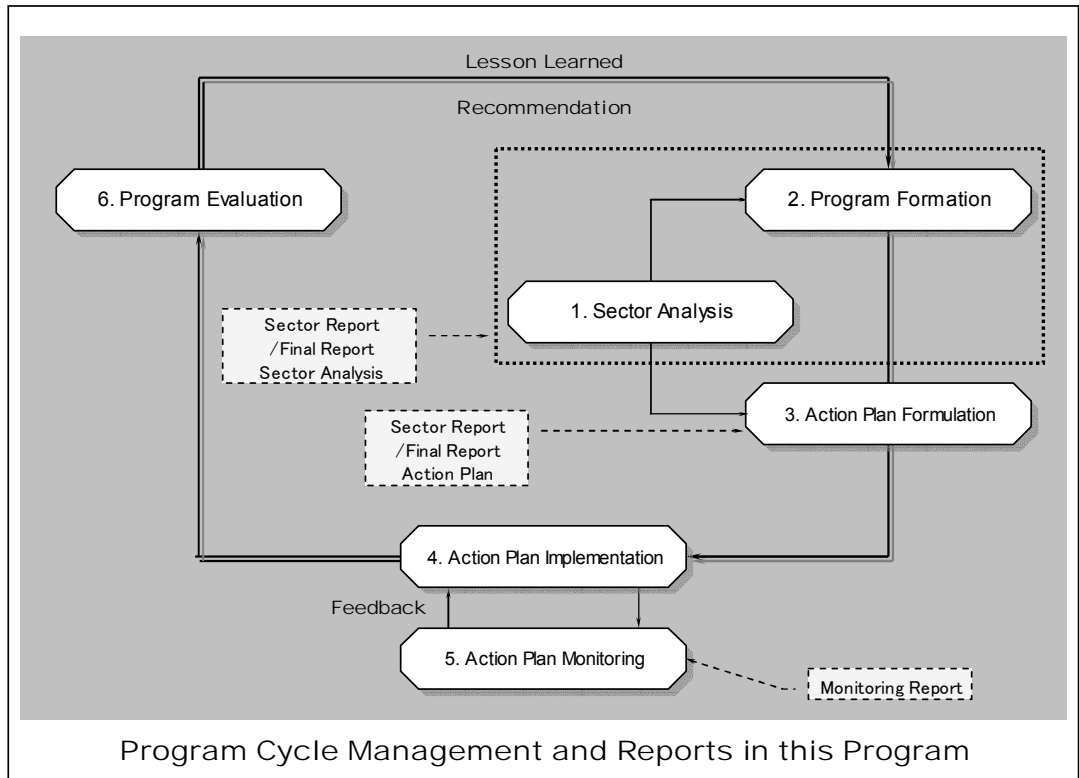 Lesson Learned
Recommendation
6. Program Evaluation
2. Program Formation
1. Sector Analysis
Sector Report
/Final Report
Sector Analysis
3. Action Plan Formulation
Sector Report
/Final Report
Action Plan
4. Action Plan Implementation
Feedback
5. Action Plan Monitoring
Monitoring Report
Program Cycle Management and Reports in this Program